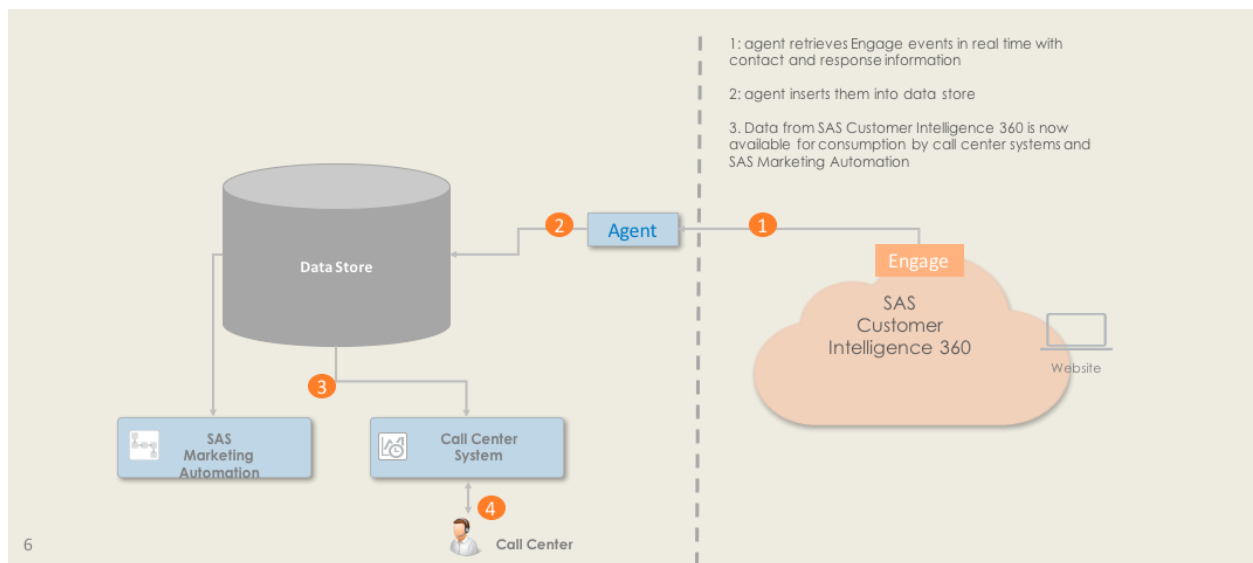 1: agent retrieves Engage events in real time with
contact and response information
2: agent inserts them into data store
3. Data from SAS Customer Intelligence 360 is now
available for consumption by call center systems and
SAS Marketing Automation
2
Agent
1
Data Store
Engage
SAS
Customer
Intelligence 360
Website
3
SAS
Marketing
Automation
Call Center
System
4
Call Center
6